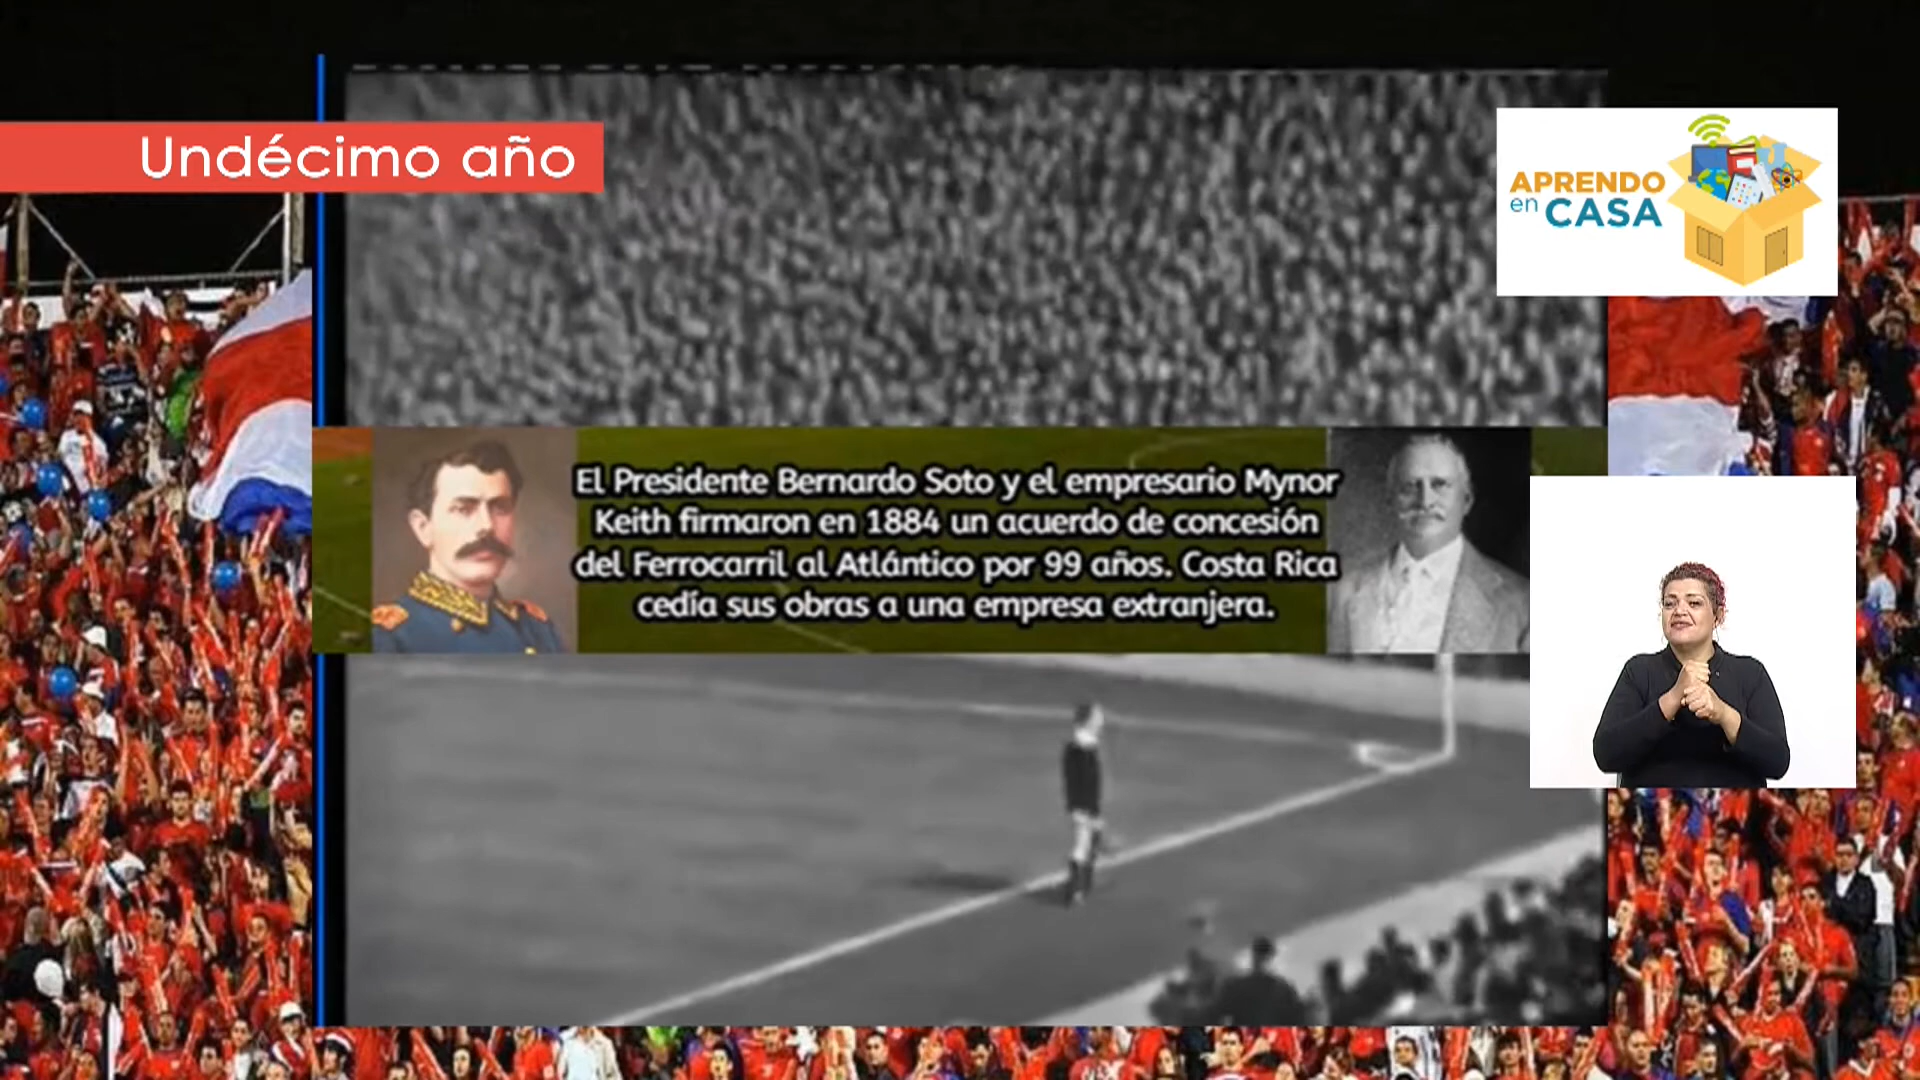 Undécimo año
APRENDO
en CASA
El Presidente Bernardo Soto y el empresario Mynor
Keith firmaron en 1884 un acuerdo de concesión
del Ferrocarril al Atlántico por 99 años. Costa Rica
cedía sus obras a una empresa extranjera.